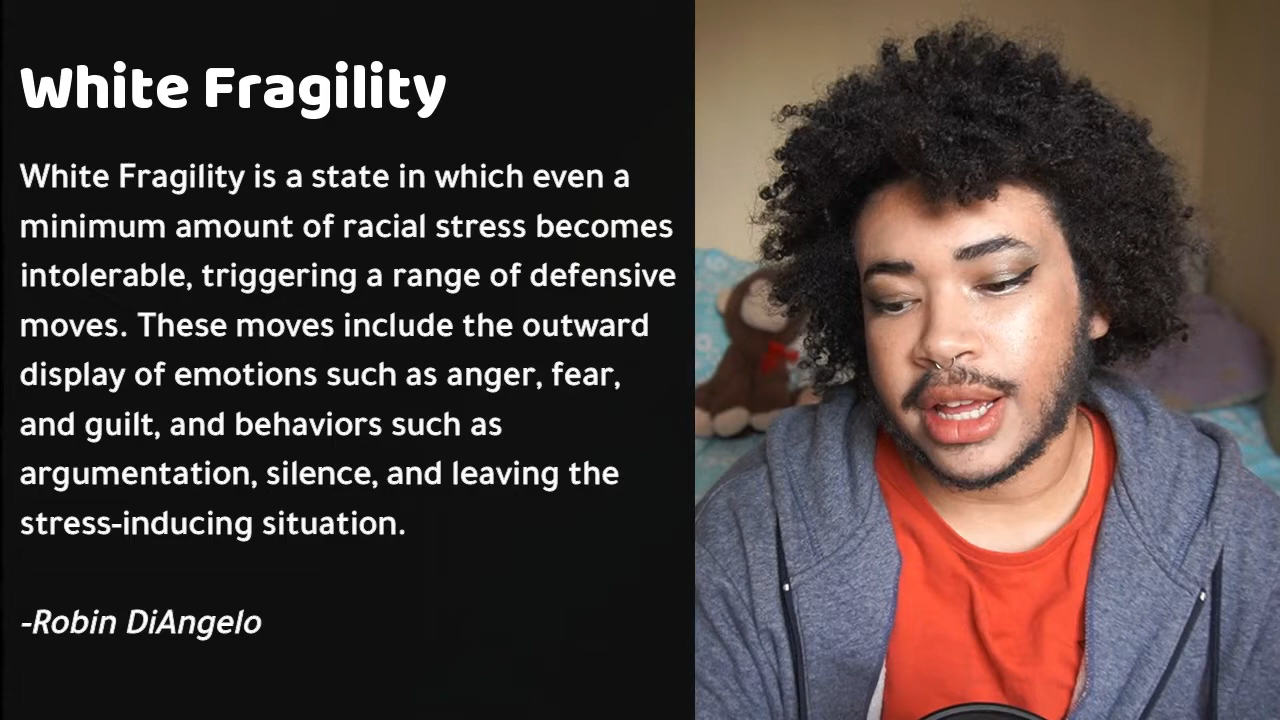 White Fragility
White Fragility is a state in which even a
minimum amount of racial stress becomes
intolerable, triggering a range of defensive
moves. These moves include the outward
display of emotions such as anger, fear,
and guilt, and behaviors such as
argumentation, silence, and leaving the
stress-inducing situation.
-Robin DiAngelo